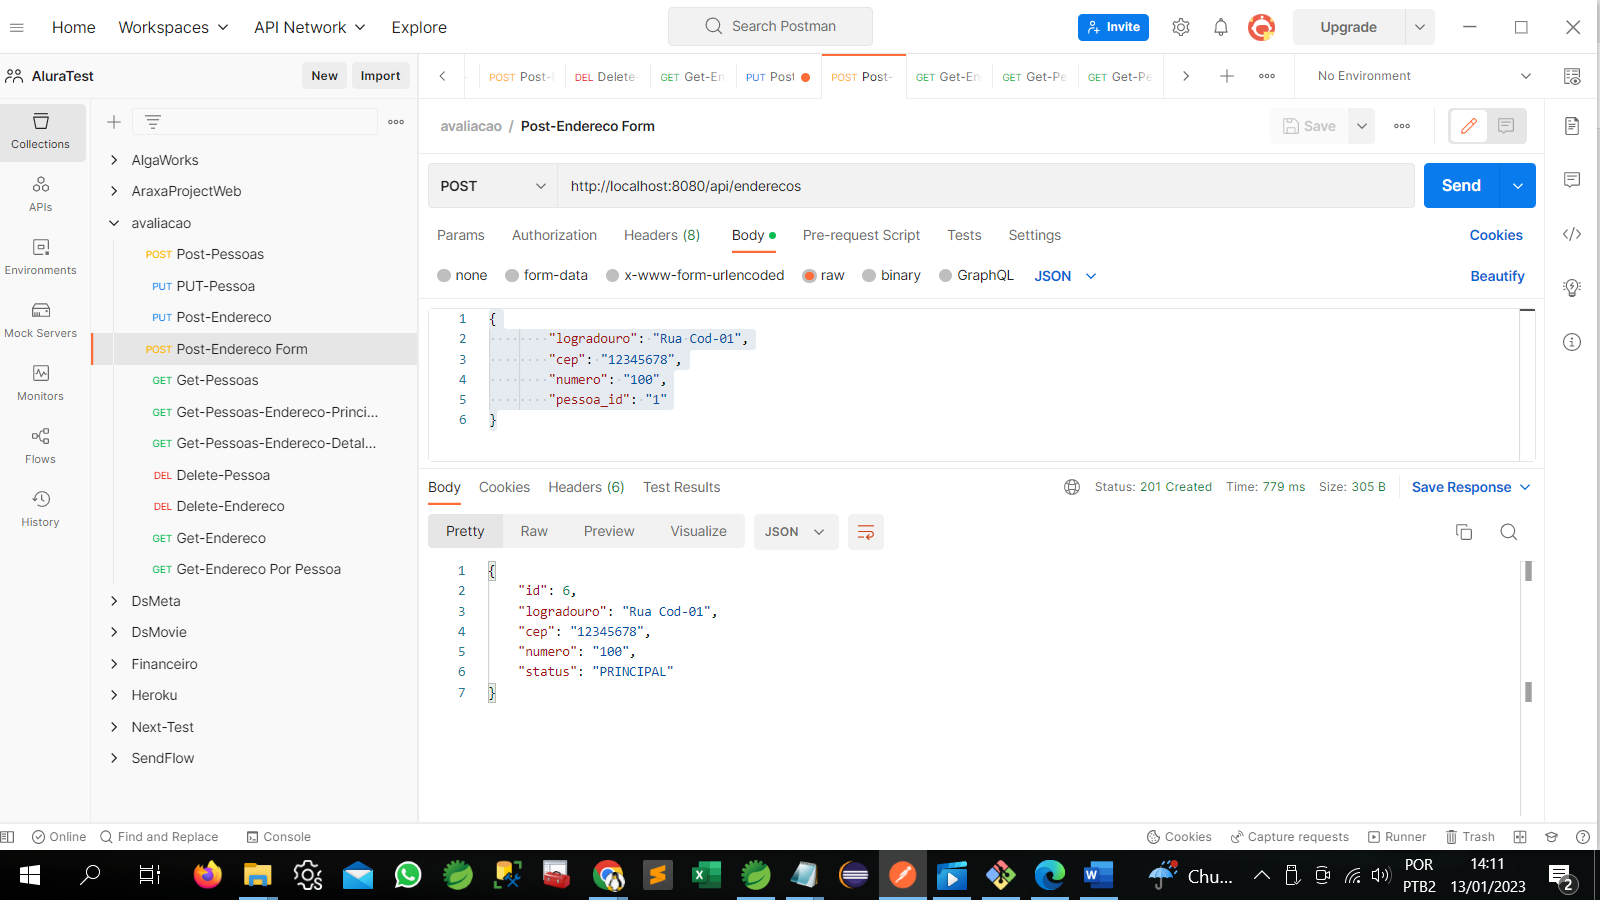 Home Workspaces API Network Explore Search Postman Invite Upgrade
AluraTest New Import POST Post- DEL Delete- GET Get-En PUT Post POST Post- GET Get-En GET Get-Pe GET Get-Pe No Environment
avaliacao / Post-Endereco Form Save
Collections
APIs
Environments
Mock Servers
Monitors
Flows
History
AlgaWorks
AraxaProjectWeb
avaliacao
POST Post-Pessoas
PUT PUT-Pessoa
PUT Post-Endereco
POST Post-Endereco Form
GET Get-Pessoas
GET Get-Pessoas-Endereco-Princi...
GET Get-Pessoas-Endereco-Detal...
DEL Delete-Pessoa
DEL Delete-Endereco
GET Get-Endereco
GET Get-Endereco Por Pessoa
DsMeta
DsMovie
Financeiro
Heroku
Next-Test
SendFlow
POST http://localhost:8080/api/enderecos Send
Params Authorization Headers (8) Body Pre-request Script Tests Settings Cookies
none form-data x-www-form-urlencoded raw binary GraphQL JSON Beautify
1 {
2 "logradouro": "Rua Cod-01",
3 "cep": "12345678",
4 "numero": "100",
5 "pessoa_id": "1"
6 }
Body Cookies Headers (6) Test Results Status: 201 Created Time: 779 ms Size: 305 B Save Response
Pretty Raw Preview Visualize JSON
1 {
2 "id": 6,
3 "logradouro": "Rua Cod-01",
4 "cep": "12345678",
5 "numero": "100",
6 "status": "PRINCIPAL"
7 }
Online Find and Replace Console Cookies Capture requests Runner Trash
Chu... POR 14:11
PTB2 13/01/2023 2